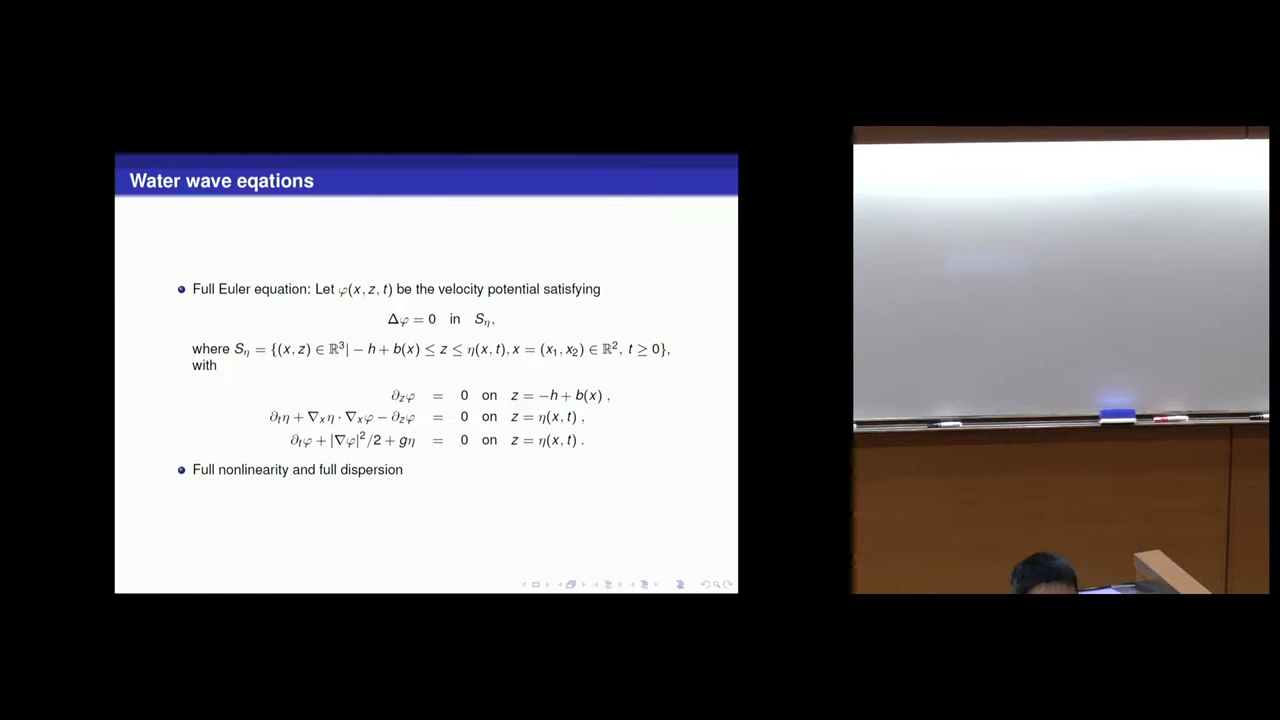 Water wave eqations
Full Euler equation: Let φ(x, z, t) be the velocity potential satisfying
Δφ = 0 in S_η,
where S_η = {(x, z) ∈ ℝ³| − h + b(x) ≤ z ≤ η(x, t), x = (x₁, x₂) ∈ ℝ², t ≥ 0},
with
∂_zφ = 0 on z = −h + b(x) ,
∂_tη + ∇_xη · ∇_xφ − ∂_zφ = 0 on z = η(x, t) ,
∂_tφ + |∇φ|²/2 + gη = 0 on z = η(x, t) .
Full nonlinearity and full dispersion